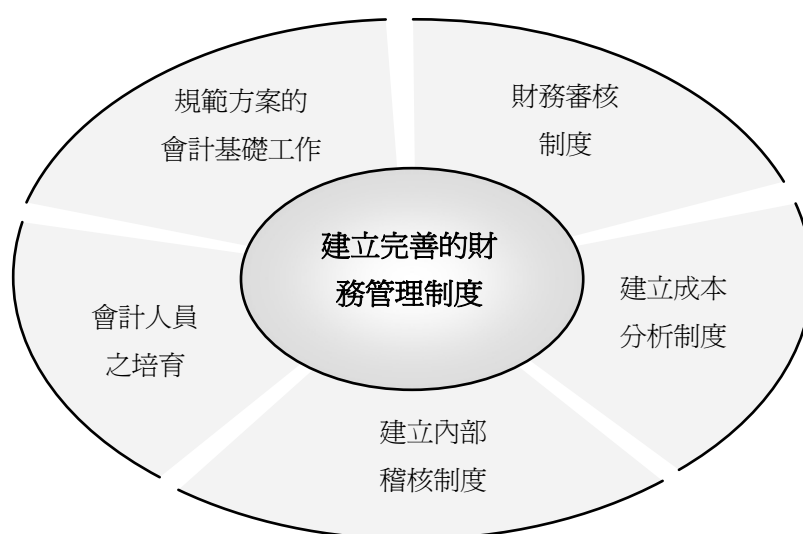 規範方案的
會計基礎工作
財務審核
制度
建立完善的財
務管理制度
建立成本
分析制度
會計人員
之培育
建立內部
稽核制度